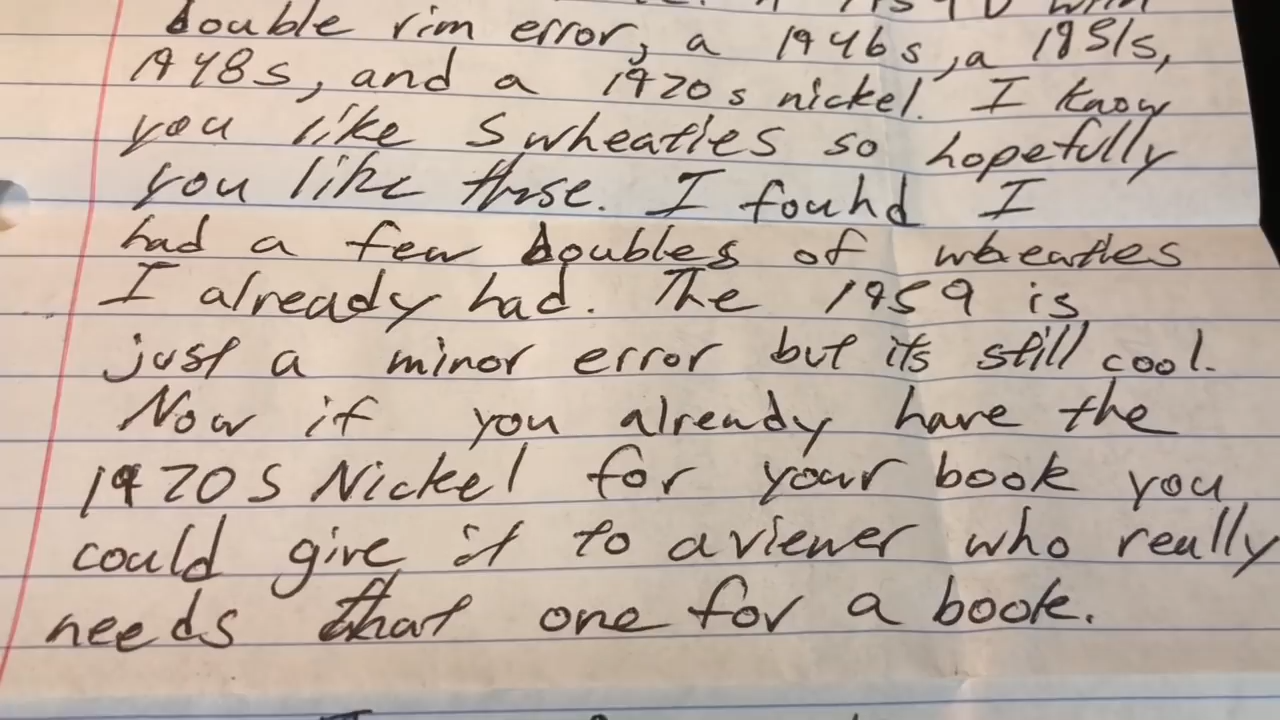 double rim error, a 1946s, a 1951s,
1948s, and a 1920s nickel. I know
you like S wheaties so hopefully
you like these. I found I
had a few doubles of wheaties
I already had. The 1959 is
just a minor error but its still cool.
Now if you already have the
1920S Nickel for your book you
could give it to a viewer who really
needs that one for a book.